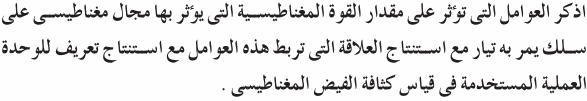 اذكر العوامل التى تؤثر على مقدار القوة المغناطيسية التى يؤثر بها مجال مغناطيسى على
سلك يمر به تيار مع استنتاج العلاقة التى تربط هذه العوامل مع استنتاج تعريف للوحدة
العملية المستخدمة فى قياس كثافة الفيض المغناطيسى .